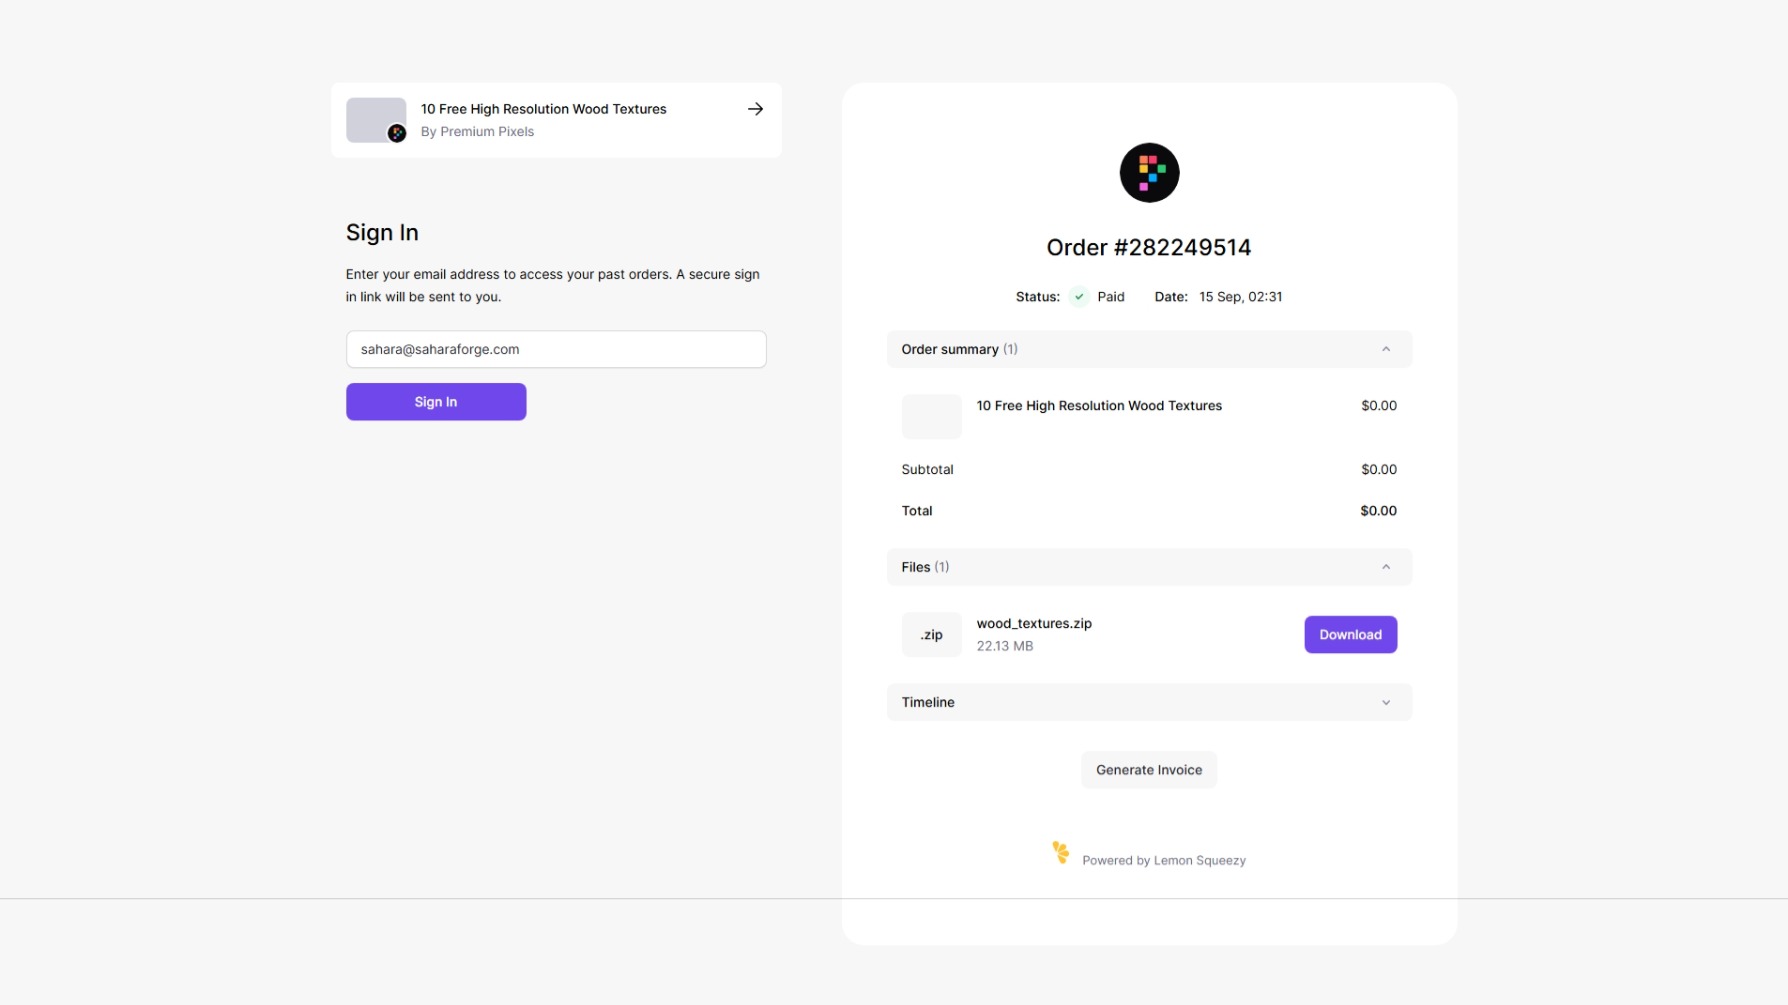 10 Free High Resolution Wood Textures
By Premium Pixels
Sign In
Enter your email address to access your past orders. A secure sign
in link will be sent to you.
sahara@saharaforge.com
Sign In
Order #282249514
Status: Paid Date: 15 Sep, 02:31
Order summary (1)
10 Free High Resolution Wood Textures $0.00
Subtotal $0.00
Total $0.00
Files (1)
.zip
wood_textures.zip
22.13 MB
Download
Timeline
Generate Invoice
Powered by Lemon Squeezy